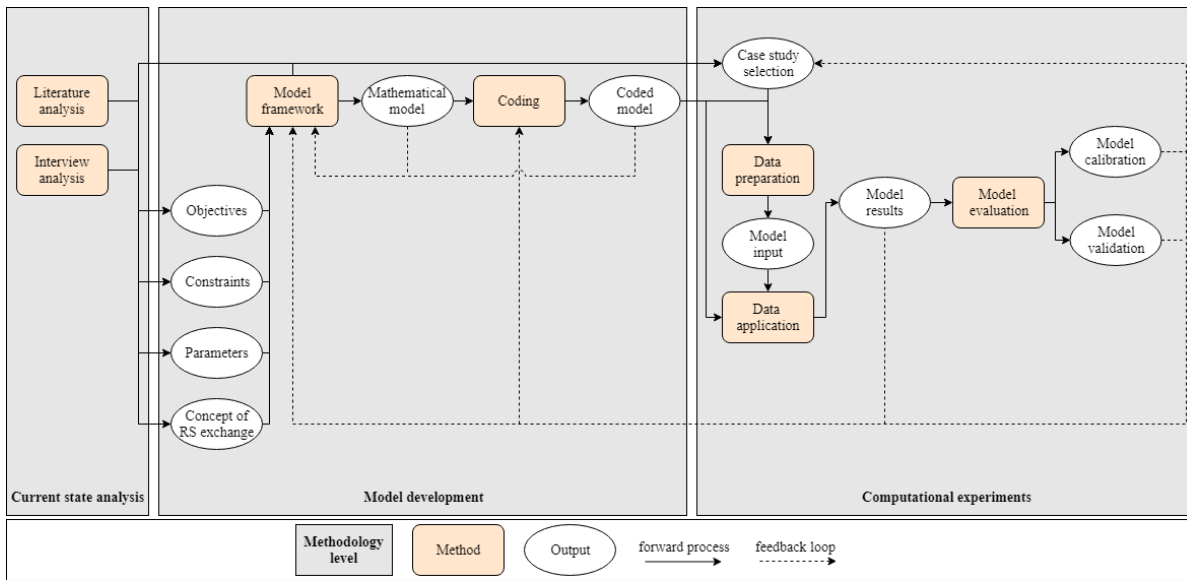 Literature
analysis
Interview
analysis
Current state analysis
Model
framework
Mathematical
model
Coding
Coded
model
Objectives
Constraints
Parameters
Concept of
RS exchange
Model development
Case study
selection
Data
preparation
Model
input
Data
application
Model
results
Model
evaluation
Model
calibration
Model
validation
Computational experiments
Methodology
level
Method
Output
forward process
feedback loop